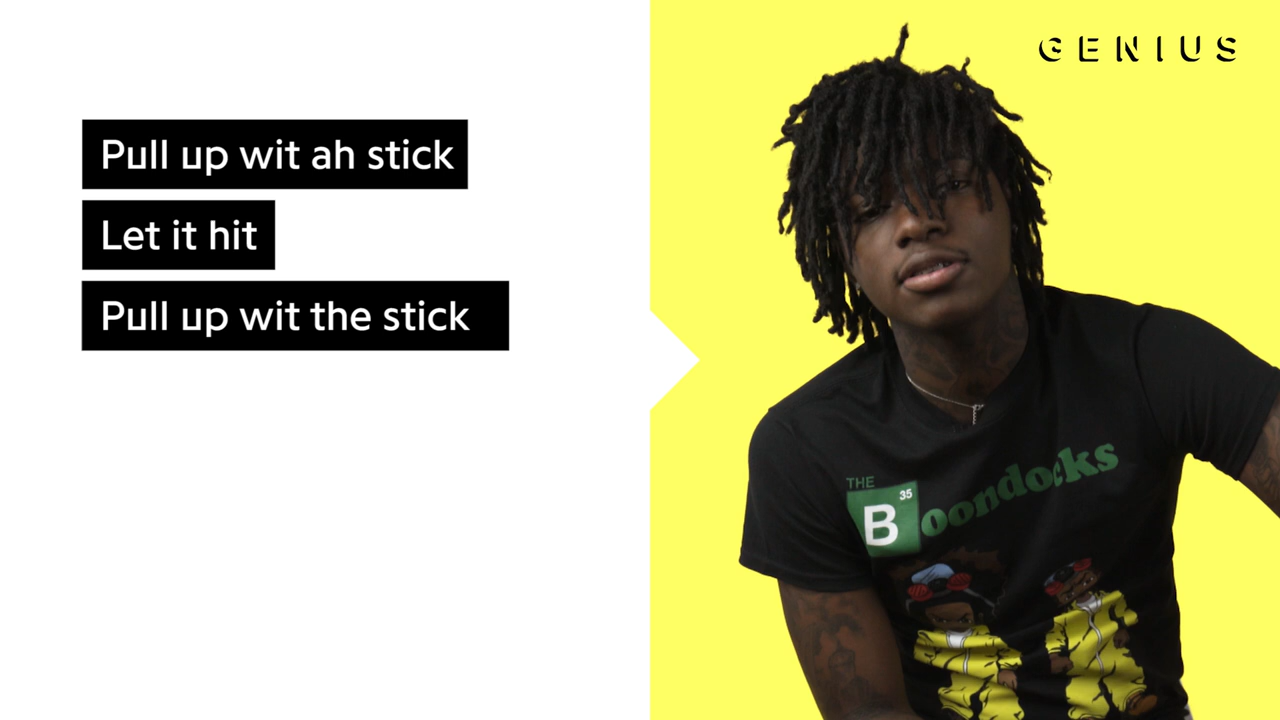 Pull up wit ah stick
Let it hit
Pull up wit the stick
GENIUS
THE
B 35 oondocks